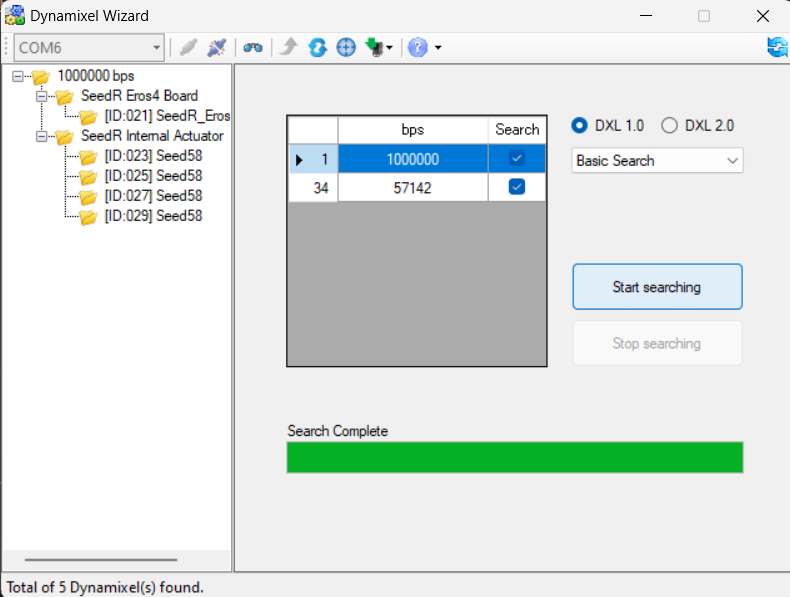 Dynamixel Wizard
COM6
1000000 bps
SeedR Eros4 Board
[ID:021] SeedR_Eros
SeedR Internal Actuator
[ID:023] Seed58
[ID:025] Seed58
[ID:027] Seed58
[ID:029] Seed58
bps Search
1 1000000
34 57142
DXL 1.0 DXL 2.0
Basic Search
Start searching
Stop searching
Search Complete
Total of 5 Dynamixel(s) found.